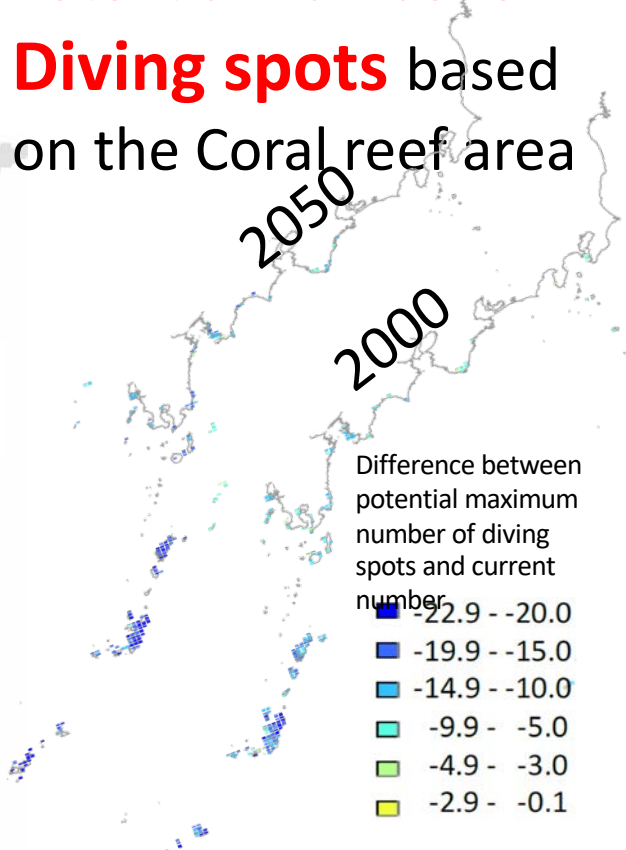 Diving spots based
on the Coral reef area
2050
2000
Difference between
potential maximum
number of diving
spots and current
number
-22.9 - -20.0
-19.9 - -15.0
-14.9 - -10.0
-9.9 - -5.0
-4.9 - -3.0
-2.9 - -0.1